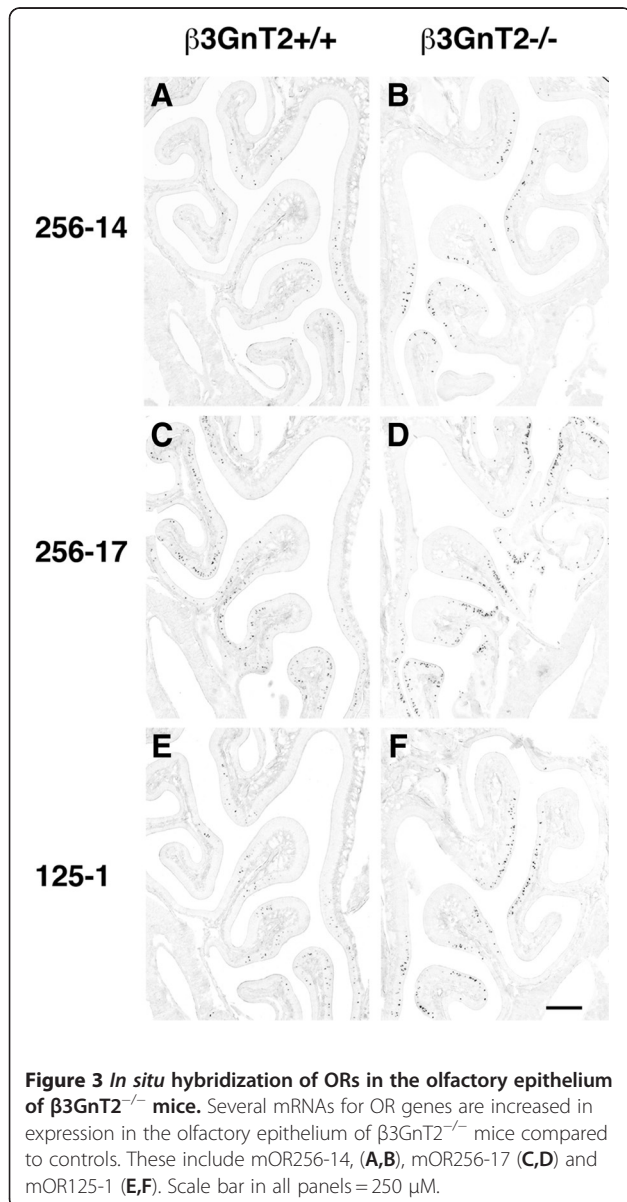 β3GnT2+/+ β3GnT2-/-
A B
256-14
C D
256-17
E F
125-1
Figure 3 In situ hybridization of ORs in the olfactory epithelium
of β3GnT2−/− mice. Several mRNAs for OR genes are increased in
expression in the olfactory epithelium of β3GnT2−/− mice compared
to controls. These include mOR256-14, (A,B), mOR256-17 (C,D) and
mOR125-1 (E,F). Scale bar in all panels = 250 μM.